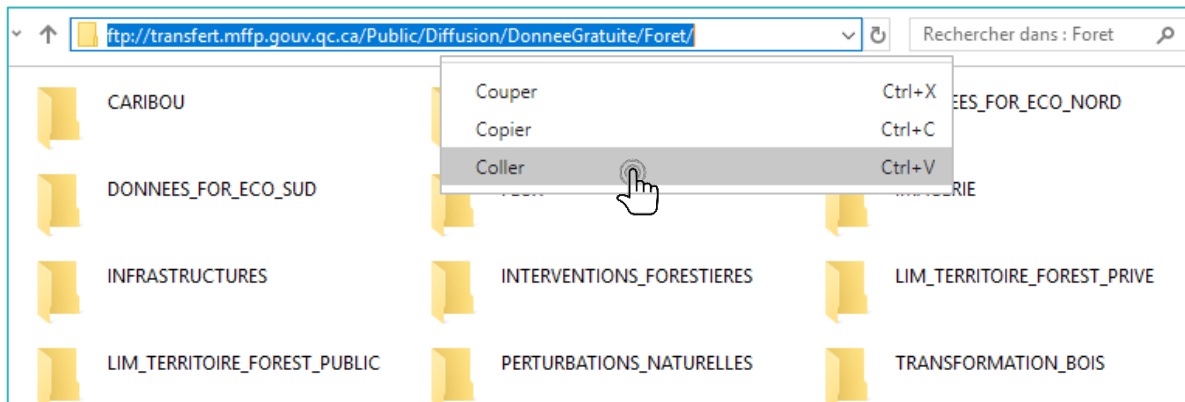 ftp://transfert.mffp.gouv.qc.ca/Public/Diffusion/DonneeGratuite/Foret/
Rechercher dans : Foret
Couper Ctrl+X
Copier Ctrl+C
Coller Ctrl+V
CARIBOU
EES_FOR_ECO_NORD
DONNEES_FOR_ECO_SUD
INFRASTRUCTURES
INTERVENTIONS_FORESTIERES
LIM_TERRITOIRE_FOREST_PRIVE
LIM_TERRITOIRE_FOREST_PUBLIC
PERTURBATIONS_NATURELLES
TRANSFORMATION_BOIS